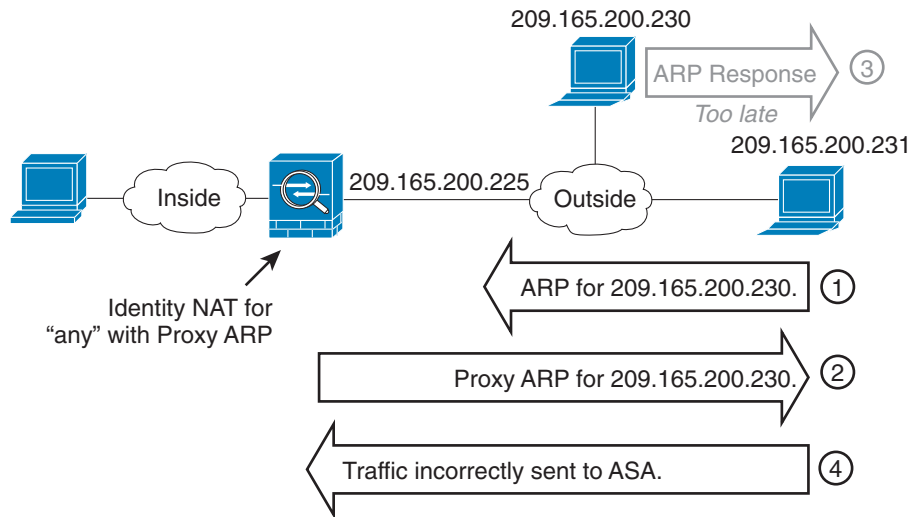 209.165.200.230
ARP Response
3
Too late
209.165.200.231
Inside
209.165.200.225
Outside
ARP for 209.165.200.230.
1
Identity NAT for
“any” with Proxy ARP
Proxy ARP for 209.165.200.230.
2
Traffic incorrectly sent to ASA.
4